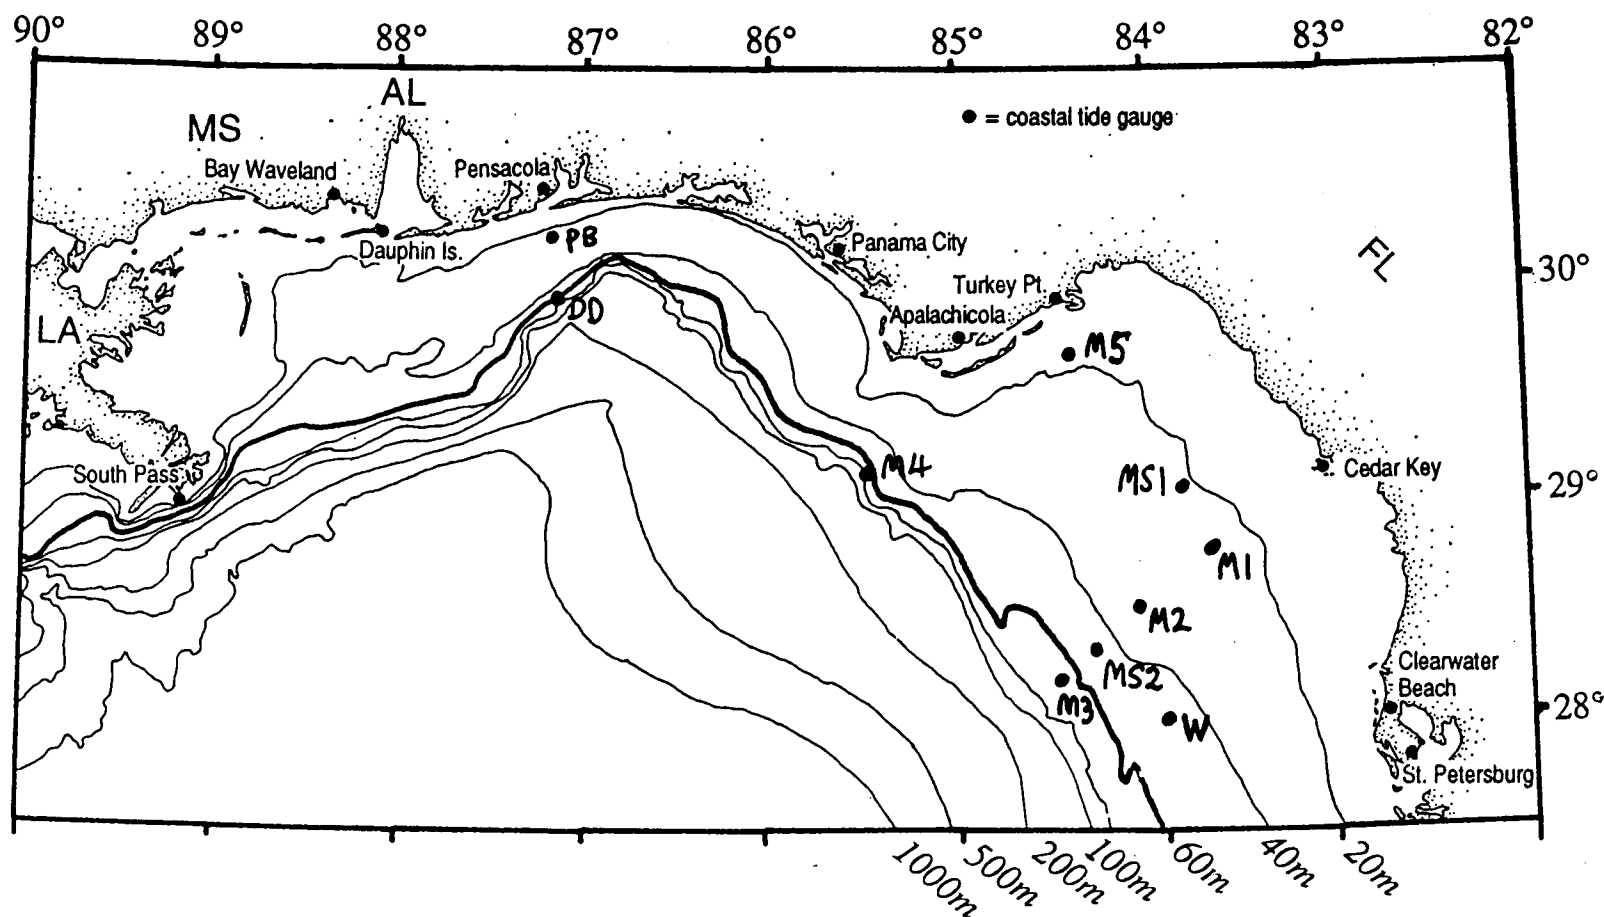 90° 89° 88° 87° 86° 85° 84° 83° 82°
AL
MS
• = coastal tide gauge
Bay Waveland
Pensacola
Dauphin Is.
PB
Panama City
FL
30°
Turkey Pt.
DD
Apalachicola
LA
M5
South Pass
M4
MS1
Cedar Key
29°
M1
M2
Clearwater
Beach
MS2
M3
W
28°
St. Petersburg
1000m 500m 200m 100m 60m 40m 20m